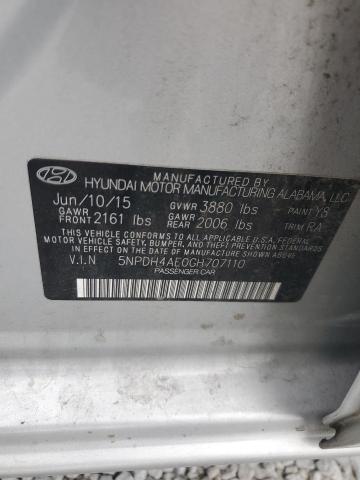 MANUFACTURED BY
HYUNDAI MOTOR MANUFACTURING ALABAMA, LLC
Jun/10/15 GVWR 3880 lbs PAINT Y8
GAWR FRONT 2161 lbs GAWR REAR 2006 lbs TRIM RA
THIS VEHICLE CONFORMS TO ALL APPLICABLE U.S.A. FEDERAL
MOTOR VEHICLE SAFETY, BUMPER, AND THEFT PREVENTION
STANDARDS IN EFFECT ON THE DATE OF MANUFACTURE SHOWN ABOVE.
V.I.N 5NPDH4AE0GH707110
PASSENGER CAR